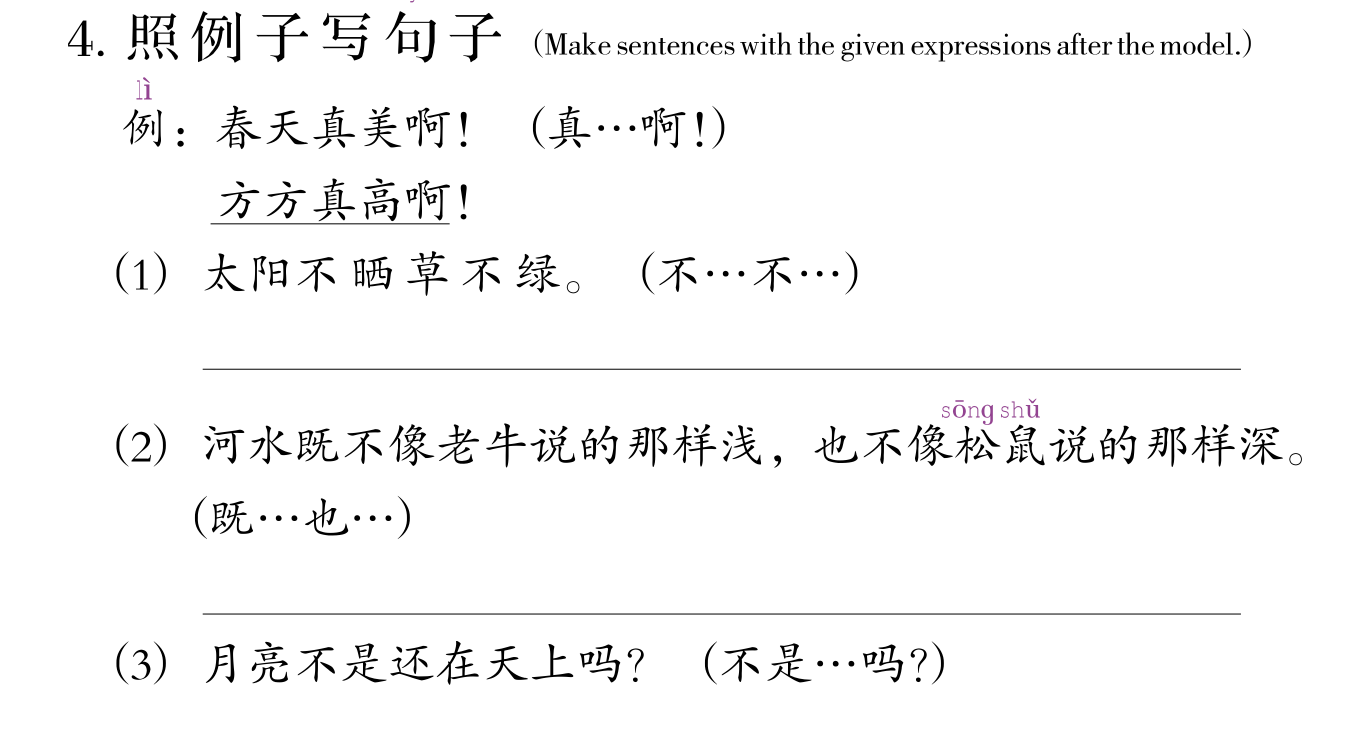 4. 照例子写句子 (Make sentences with the given expressions after the model.)
lì
例：春天真美啊！ (真…啊！)
方方真高啊！
(1) 太阳不晒草不绿。 (不…不…)
sōng shǔ
(2) 河水既不像老牛说的那样浅，也不像松鼠说的那样深。
(既…也…)
(3) 月亮不是还在天上吗？ (不是…吗？)